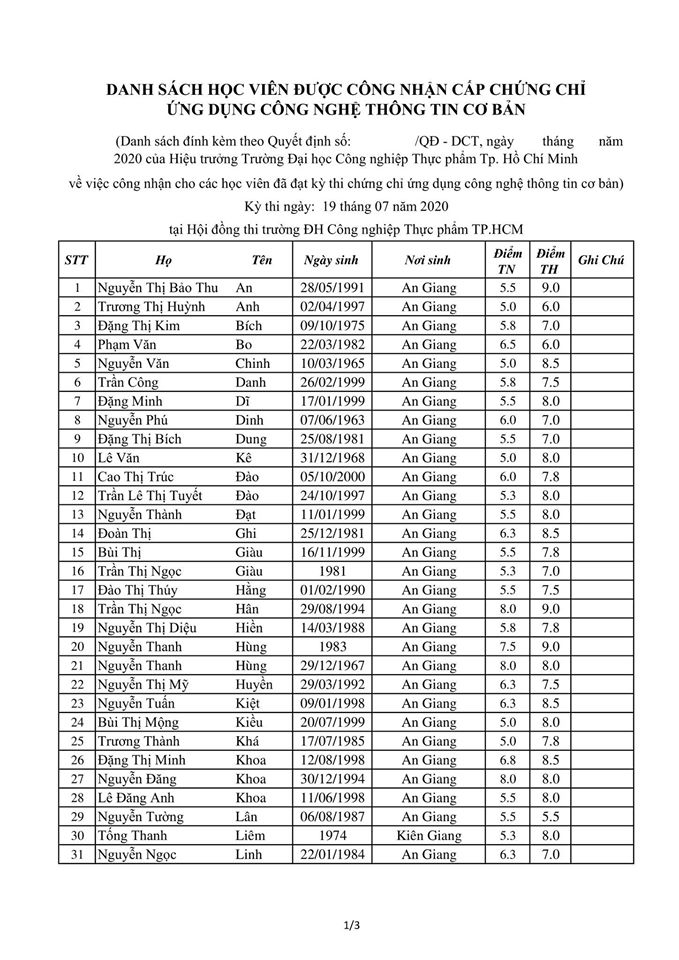 DANH SÁCH HỌC VIÊN ĐƯỢC CÔNG NHẬN CẤP CHỨNG CHỈ
ỨNG DỤNG CÔNG NGHỆ THÔNG TIN CƠ BẢN
(Danh sách đính kèm theo Quyết định số: /QĐ - DCT, ngày tháng năm
2020 của Hiệu trưởng Trường Đại học Công nghiệp Thực phẩm Tp. Hồ Chí Minh
về việc công nhận cho các học viên đã đạt kỳ thi chứng chỉ ứng dụng công nghệ thông tin cơ bản)
Kỳ thi ngày: 19 tháng 07 năm 2020
tại Hội đồng thi trường ĐH Công nghiệp Thực phẩm TP.HCM
STT Họ Tên Ngày sinh Nơi sinh Điểm TN Điểm TH Ghi Chú
1 Nguyễn Thị Bảo Thu An 28/05/1991 An Giang 5.5 9.0
2 Trương Thị Huỳnh Anh 02/04/1997 An Giang 5.0 6.0
3 Đặng Thị Kim Bích 09/10/1975 An Giang 5.8 7.0
4 Phạm Văn Bo 22/03/1982 An Giang 6.5 6.0
5 Nguyễn Văn Chinh 10/03/1965 An Giang 5.0 8.5
6 Trần Công Danh 26/02/1999 An Giang 5.8 7.5
7 Đặng Minh Dĩ 17/01/1999 An Giang 5.5 8.0
8 Nguyễn Phú Dinh 07/06/1963 An Giang 6.0 7.0
9 Đặng Thị Bích Dung 25/08/1981 An Giang 5.5 7.0
10 Lê Văn Kê 31/12/1968 An Giang 5.0 8.0
11 Cao Thị Trúc Đào 05/10/2000 An Giang 6.0 7.8
12 Trần Lê Thị Tuyết Đào 24/10/1997 An Giang 5.3 8.0
13 Nguyễn Thành Đạt 11/01/1999 An Giang 5.5 8.0
14 Đoàn Thị Ghi 25/12/1981 An Giang 6.3 8.5
15 Bùi Thị Giàu 16/11/1999 An Giang 5.5 7.8
16 Trần Thị Ngọc Giàu 1981 An Giang 5.3 7.0
17 Đào Thị Thúy Hằng 01/02/1990 An Giang 5.5 7.5
18 Trần Thị Ngọc Hân 29/08/1994 An Giang 8.0 9.0
19 Nguyễn Thị Diệu Hiền 14/03/1988 An Giang 5.8 7.8
20 Nguyễn Thanh Hùng 1983 An Giang 7.5 9.0
21 Nguyễn Thanh Hùng 29/12/1967 An Giang 8.0 8.0
22 Nguyễn Thị Mỹ Huyền 29/03/1992 An Giang 6.3 7.5
23 Nguyễn Tuấn Kiệt 09/01/1998 An Giang 6.3 8.5
24 Bùi Thị Mộng Kiều 20/07/1999 An Giang 5.0 8.0
25 Trương Thành Khá 17/07/1985 An Giang 5.0 7.8
26 Đặng Thị Minh Khoa 12/08/1998 An Giang 6.8 8.5
27 Nguyễn Đăng Khoa 30/12/1994 An Giang 8.0 8.0
28 Lê Đăng Anh Khoa 11/06/1998 An Giang 5.5 8.0
29 Nguyễn Tường Lân 06/08/1987 An Giang 5.5 5.5
30 Tống Thanh Liêm 1974 Kiên Giang 5.3 8.0
31 Nguyễn Ngọc Linh 22/01/1984 An Giang 6.3 7.0
1/3